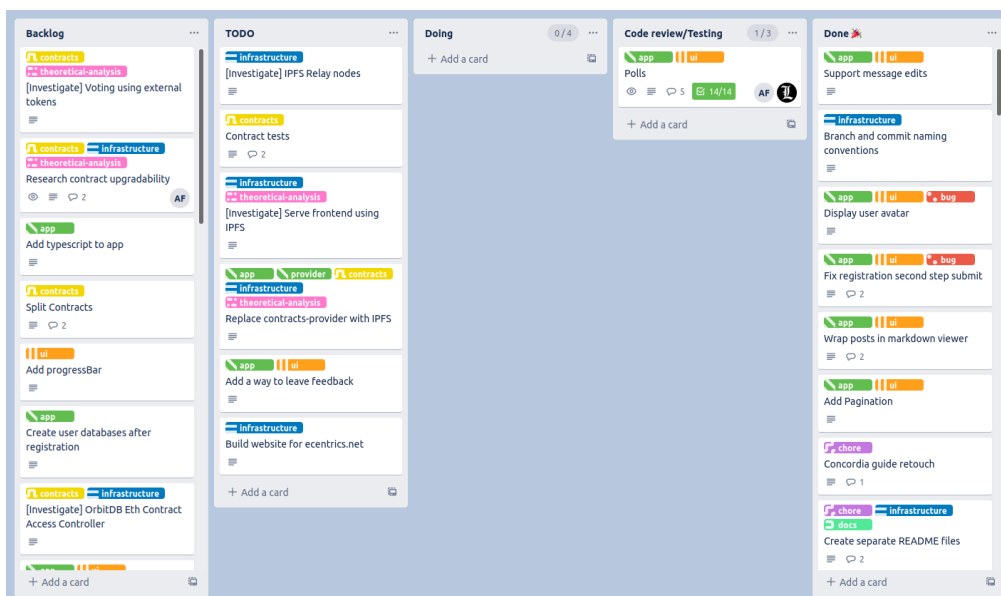 Backlog
contracts
theoretical-analysis
[Investigate] Voting using external
tokens
contracts infrastructure
theoretical-analysis
Research contract upgradability
2 AF
app
Add typescript to app
contracts
Split Contracts
2
ui
Add progressBar
app
Create user databases after
registration
contracts infrastructure
[Investigate] OrbitDB Eth Contract
Access Controller
app ui
+ Add a card
TODO
infrastructure
[Investigate] IPFS Relay nodes
contracts
Contract tests
2
infrastructure
theoretical-analysis
[Investigate] Serve frontend using
IPFS
app provider contracts
infrastructure
theoretical-analysis
Replace contracts-provider with IPFS
app ui
Add a way to leave feedback
infrastructure
Build website for ecentrics.net
+ Add a card
Doing 0/4
+ Add a card
Code review/Testing 1/3
app ui
Polls
5 14/14 AF L
+ Add a card
Done 🎉
app ui
Support message edits
infrastructure
Branch and commit naming
conventions
app ui bug
Display user avatar
app ui bug
Fix registration second step submit
2
app ui
Wrap posts in markdown viewer
2
app ui
Add Pagination
chore
Concordia guide retouch
1
chore infrastructure
docs
Create separate README files
2
+ Add a card